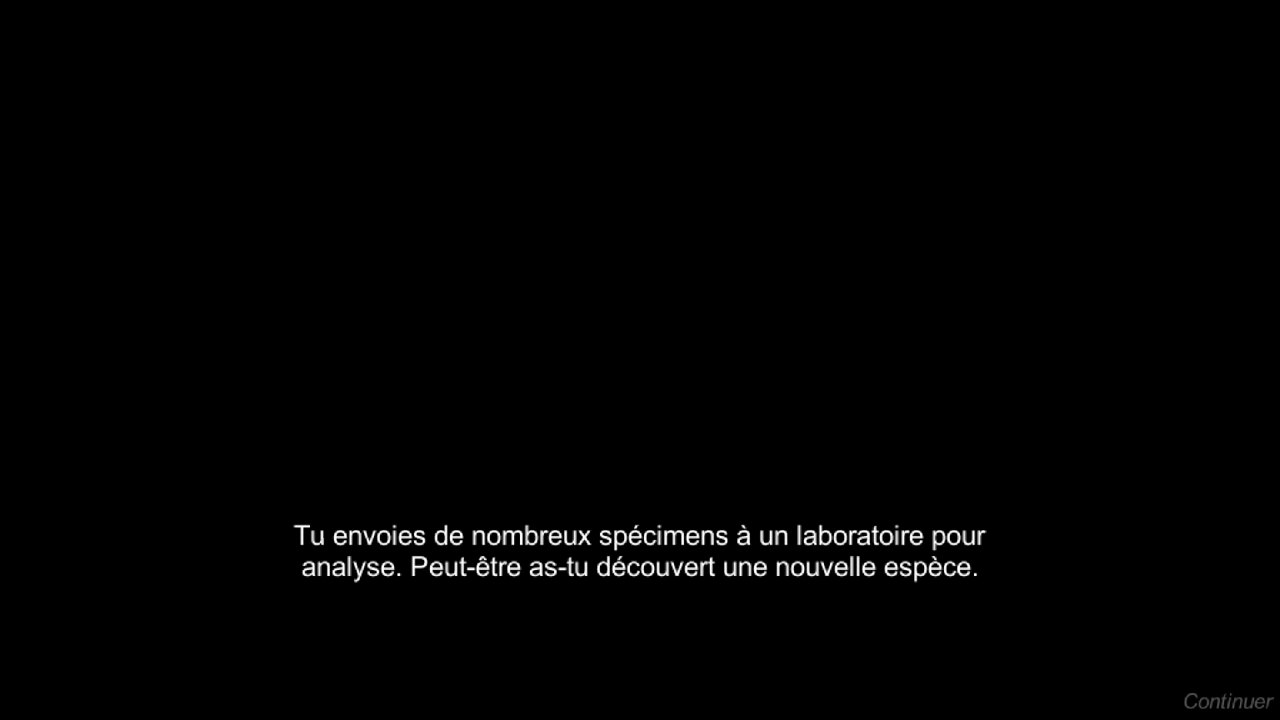 Tu envoies de nombreux spécimens à un laboratoire pour
analyse. Peut-être as-tu découvert une nouvelle espèce.
Continuer